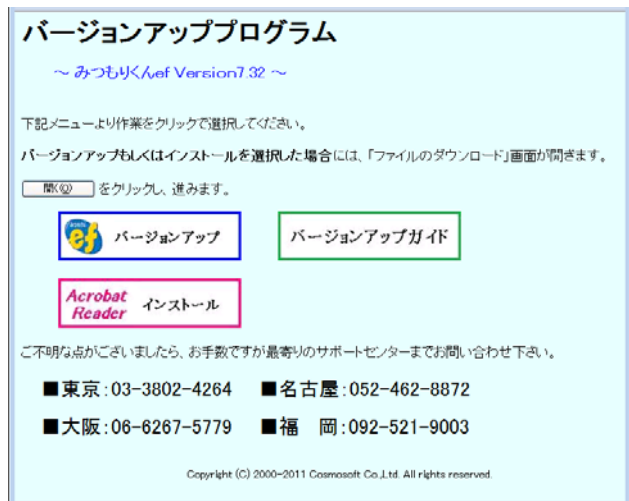 バージョンアッププログラム
～ みつもりくんef Version7.32 ～
下記メニューより作業をクリックで選択してください。
バージョンアップもしくはインストールを選択した場合には、「ファイルのダウンロード」画面が開きます。
開(O) をクリックし、進みます。
ef バージョンアップ バージョンアップガイド
Acrobat Reader インストール
ご不明な点がございましたら、お手数ですが最寄りのサポートセンターまでお問い合わせ下さい。
■東京:03-3802-4264 ■名古屋:052-462-8872
■大阪:06-6267-5779 ■福 岡:092-521-9003
Copyright (C) 2000-2011 Cosmosoft Co.,Ltd. All rights reserved.